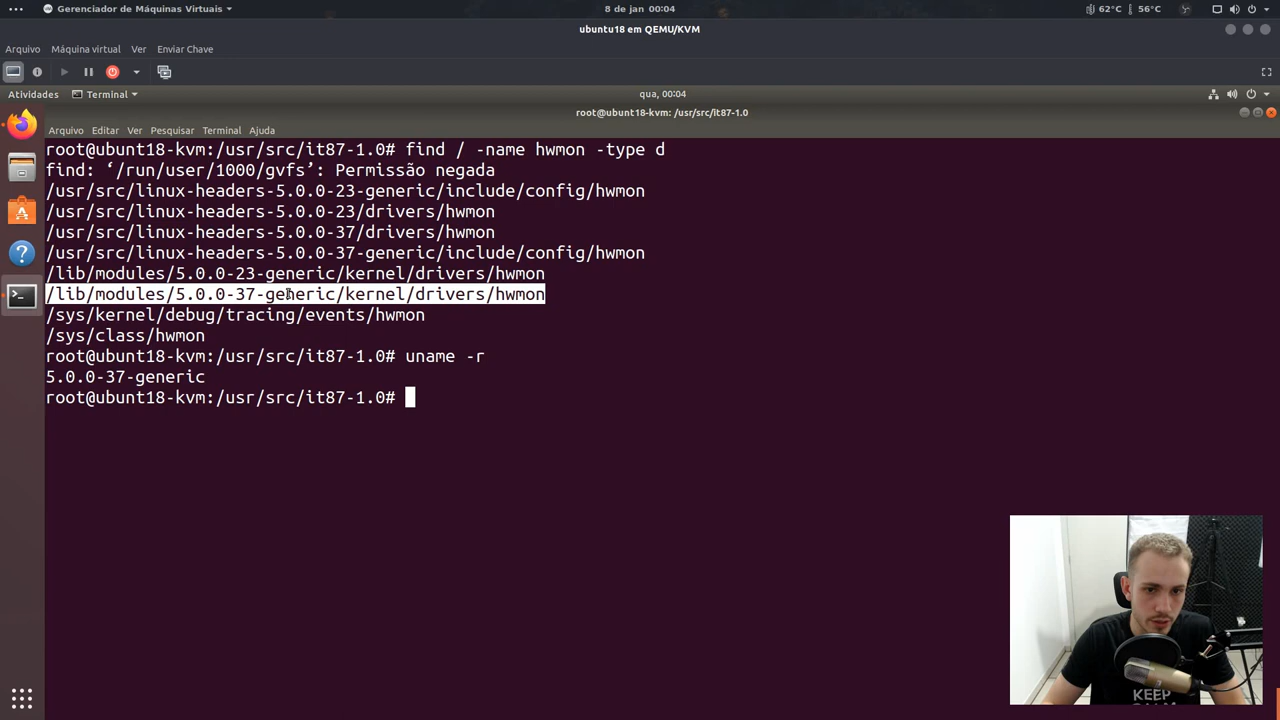 Gerenciador de Máquinas Virtuais
8 de jan 00:04
62°C
56°C
ubuntu18 em QEMU/KVM
Arquivo Máquina virtual Ver Enviar Chave
Atividades
Terminal
qua, 00:04
root@ubunt18-kvm: /usr/src/it87-1.0
Arquivo Editar Ver Pesquisar Terminal Ajuda
root@ubunt18-kvm:/usr/src/it87-1.0# find / -name hwmon -type d
find: ‘/run/user/1000/gvfs’: Permissão negada
/usr/src/linux-headers-5.0.0-23-generic/include/config/hwmon
/usr/src/linux-headers-5.0.0-23/drivers/hwmon
/usr/src/linux-headers-5.0.0-37/drivers/hwmon
/usr/src/linux-headers-5.0.0-37-generic/include/config/hwmon
/lib/modules/5.0.0-23-generic/kernel/drivers/hwmon
/lib/modules/5.0.0-37-generic/kernel/drivers/hwmon
/sys/kernel/debug/tracing/events/hwmon
/sys/class/hwmon
root@ubunt18-kvm:/usr/src/it87-1.0# uname -r
5.0.0-37-generic
root@ubunt18-kvm:/usr/src/it87-1.0#
KEEP